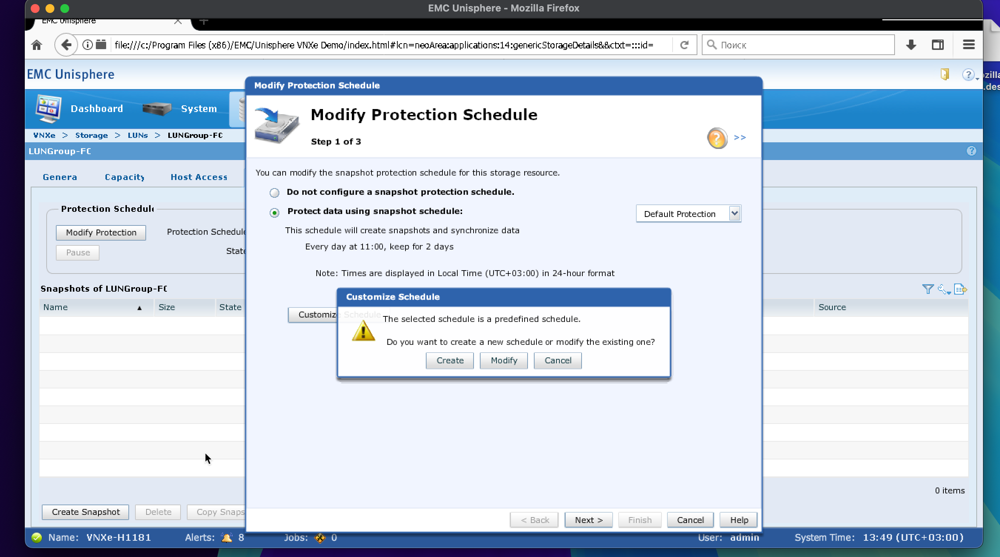 EMC Unisphere - Mozilla Firefox
EMC Unisphere
file:///c:/Program Files (x86)/EMC/Unisphere VNXe Demo/index.html#lcn=neoArea:applications:14:genericStorageDetails&&ctxt=:::id=
Поиск
EMC Unisphere
Dashboard
System
VNXe > Storage > LUNs > LUNGroup-FC
LUNGroup-FC
Genera
Capacity
Host Access
Protection Schedul
Modify Protection
Protection Schedule
Pause
State
Snapshots of LUNGroup-FC
Name ▲
Size
State
Source
0 items
Create Snapshot
Delete
Copy Snaps
Modify Protection Schedule
Modify Protection Schedule
Step 1 of 3
>>
You can modify the snapshot protection schedule for this storage resource.
Do not configure a snapshot protection schedule.
Protect data using snapshot schedule:
Default Protection
This schedule will create snapshots and synchronize data
Every day at 11:00, keep for 2 days
Note: Times are displayed in Local Time (UTC+03:00) in 24-hour format
Customize Schedule
Customize Schedule
The selected schedule is a predefined schedule.
Do you want to create a new schedule or modify the existing one?
Create
Modify
Cancel
< Back
Next >
Finish
Cancel
Help
Name: VNXe-H1181
Alerts: 8
Jobs: 0
User: admin
System Time: 13:49 (UTC+03:00)
ozilla
.des